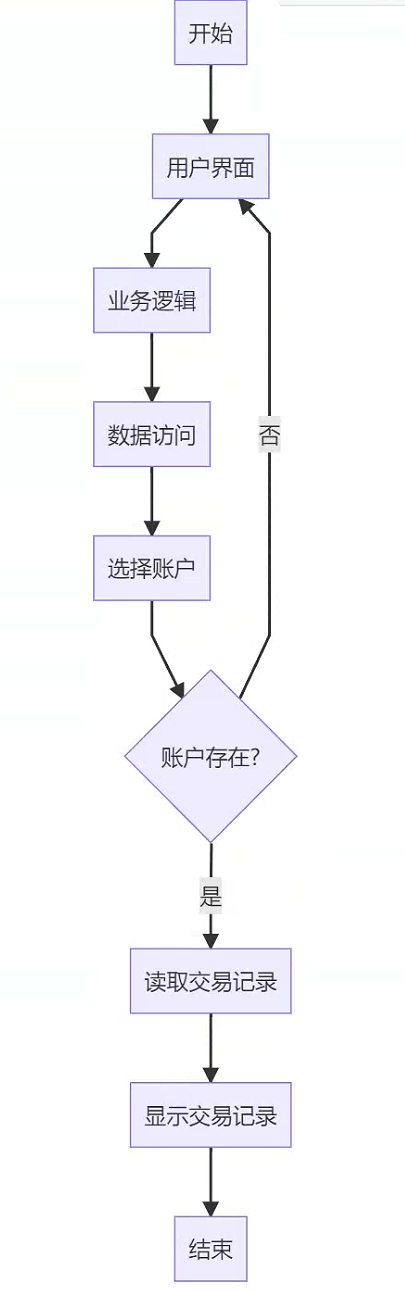 开始
用户界面
业务逻辑
数据访问
否
选择账户
账户存在?
是
读取交易记录
显示交易记录
结束